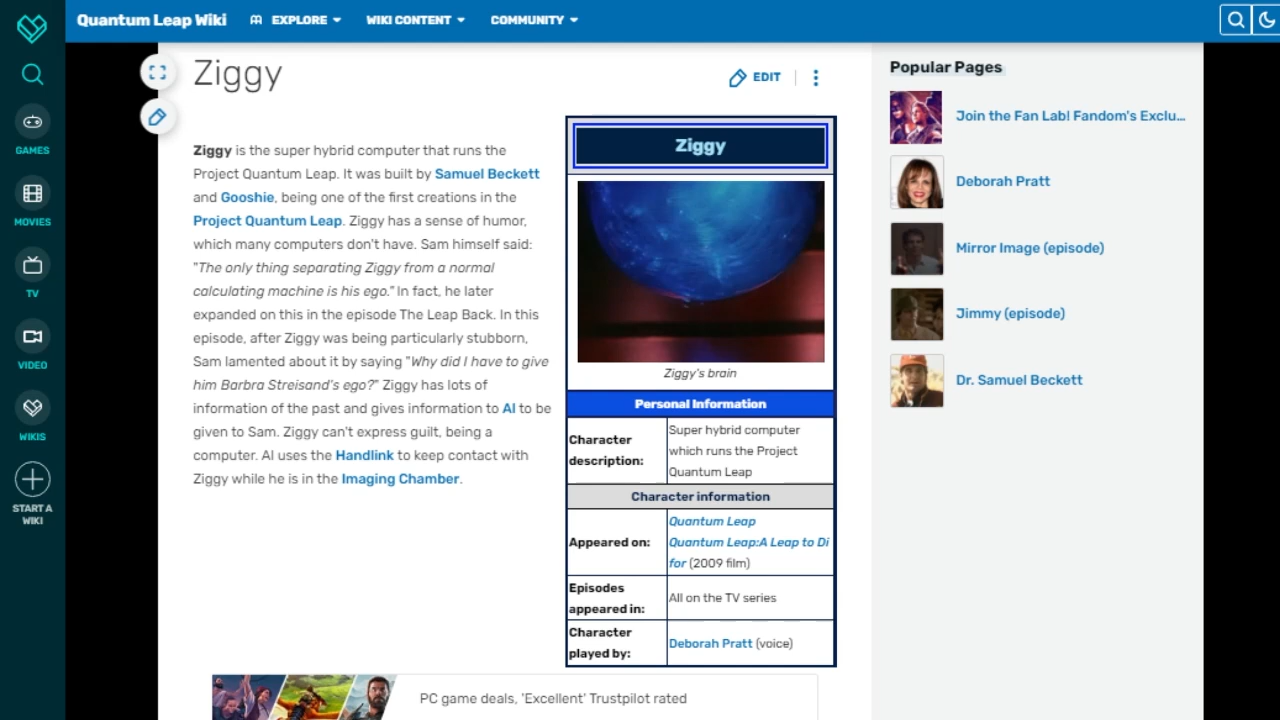 Quantum Leap Wiki
EXPLORE
WIKI CONTENT
COMMUNITY
GAMES
MOVIES
TV
VIDEO
WIKIS
START A
WIKI
Ziggy
EDIT
Ziggy is the super hybrid computer that runs the
Project Quantum Leap. It was built by Samuel Beckett
and Gooshie, being one of the first creations in the
Project Quantum Leap. Ziggy has a sense of humor,
which many computers don't have. Sam himself said:
"The only thing separating Ziggy from a normal
calculating machine is his ego." In fact, he later
expanded on this in the episode The Leap Back. In this
episode, after Ziggy was being particularly stubborn,
Sam lamented about it by saying "Why did I have to give
him Barbra Streisand's ego?" Ziggy has lots of
information of the past and gives information to Al to be
given to Sam. Ziggy can't express guilt, being a
computer. Al uses the Handlink to keep contact with
Ziggy while he is in the Imaging Chamber.
Ziggy
Ziggy's brain
Personal Information
Character
description:
Super hybrid computer
which runs the Project
Quantum Leap
Character information
Appeared on:
Quantum Leap
Quantum Leap:A Leap to Di
for (2009 film)
Episodes
appeared in:
All on the TV series
Character
played by:
Deborah Pratt (voice)
PC game deals, 'Excellent' Trustpilot rated
Popular Pages
Join the Fan Lab! Fandom's Exclu...
Deborah Pratt
Mirror Image (episode)
Jimmy (episode)
Dr. Samuel Beckett